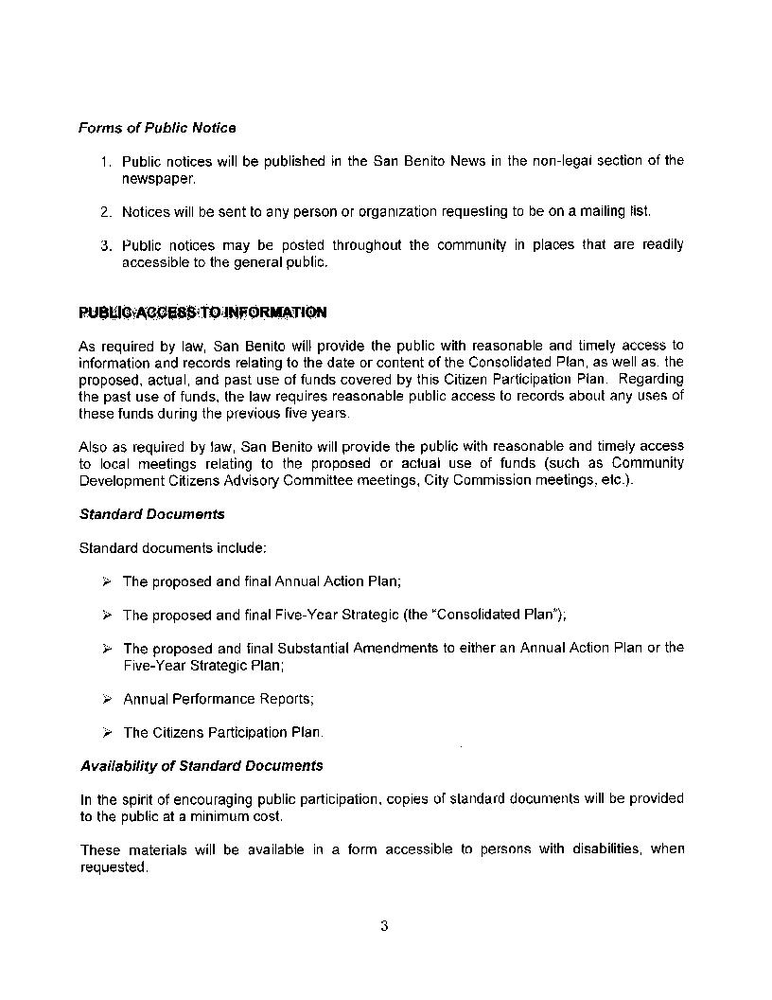 Forms of Public Notice
1. Public notices will be published in the San Benito News in the non-legal section of the
newspaper.
2. Notices will be sent to any person or organization requesting to be on a mailing list.
3. Public notices may be posted throughout the community in places that are readily
accessible to the general public.
PUBLIC ACCESS TO INFORMATION
As required by law, San Benito will provide the public with reasonable and timely access to
information and records relating to the date or content of the Consolidated Plan, as well as, the
proposed, actual, and past use of funds covered by this Citizen Participation Plan. Regarding
the past use of funds, the law requires reasonable public access to records about any uses of
these funds during the previous five years.
Also as required by law, San Benito will provide the public with reasonable and timely access
to local meetings relating to the proposed or actual use of funds (such as Community
Development Citizens Advisory Committee meetings, City Commission meetings, etc.).
Standard Documents
Standard documents include:
➢ The proposed and final Annual Action Plan;
➢ The proposed and final Five-Year Strategic (the “Consolidated Plan”);
➢ The proposed and final Substantial Amendments to either an Annual Action Plan or the
Five-Year Strategic Plan;
➢ Annual Performance Reports;
➢ The Citizens Participation Plan.
Availability of Standard Documents
In the spirit of encouraging public participation, copies of standard documents will be provided
to the public at a minimum cost.
These materials will be available in a form accessible to persons with disabilities, when
requested.
3